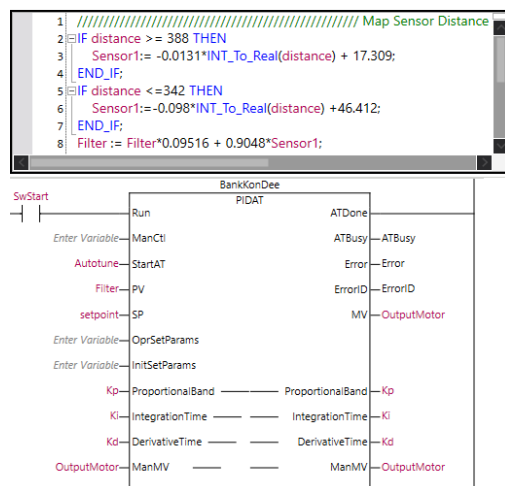 1 ///////////////////////////////////////////////////// Map Sensor Distance
2 IF distance >= 388 THEN
3 Sensor1:= -0.0131*INT_To_Real(distance) + 17.309;
4 END_IF;
5 IF distance <=342 THEN
6 Sensor1:=-0.098*INT_To_Real(distance) +46.412;
7 END_IF;
8 Filter := Filter*0.09516 + 0.9048*Sensor1;
BankKonDee
SwStart PIDAT
Run ATDone
Enter Variable ManCtl ATBusy ATBusy
Autotune StartAT Error Error
Filter PV ErrorID ErrorID
setpoint SP MV OutputMotor
Enter Variable OprSetParams
Enter Variable InitSetParams
Kp ProportionalBand ProportionalBand Kp
Ki IntegrationTime IntegrationTime Ki
Kd DerivativeTime DerivativeTime Kd
OutputMotor ManMV ManMV OutputMotor